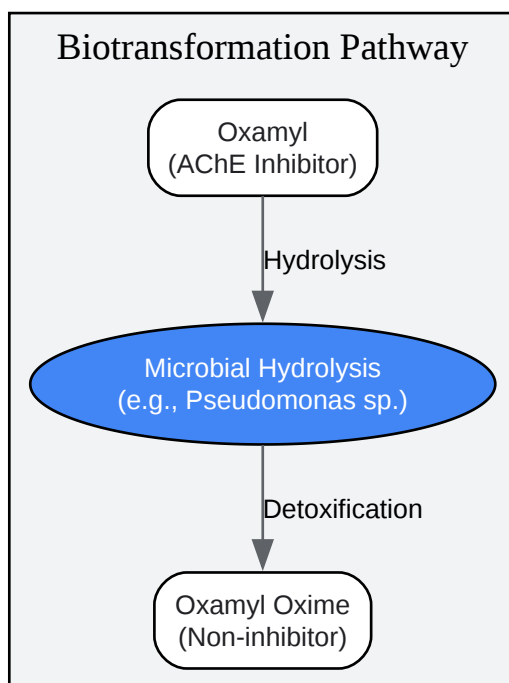 Biotransformation Pathway
Oxamyl
(AChE Inhibitor)
Hydrolysis
Microbial Hydrolysis
(e.g., Pseudomonas sp.)
Detoxification
Oxamyl Oxime
(Non-inhibitor)